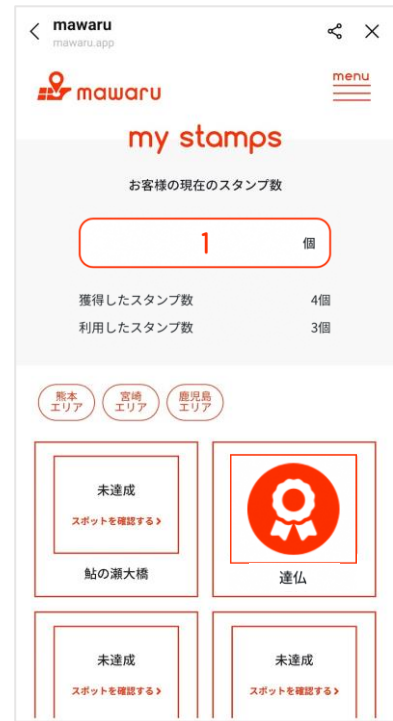 mawaru
mawaru.app
mawaru
menu
my stamps
お客様の現在のスタンプ数
1 個
獲得したスタンプ数 4個
利用したスタンプ数 3個
熊本
エリア
宮崎
エリア
鹿児島
エリア
未達成
スポットを確認する›
鮎の瀬大橋
達仏
未達成
スポットを確認する›
未達成
スポットを確認する›